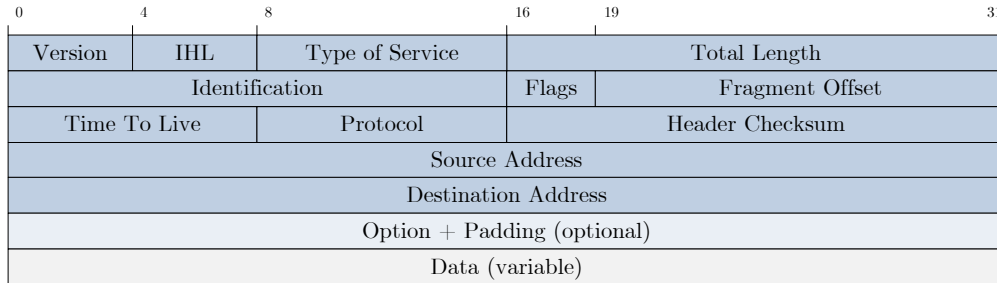 0 4 8 16 19 31
Version IHL Type of Service Total Length
Identification Flags Fragment Offset
Time To Live Protocol Header Checksum
Source Address
Destination Address
Option + Padding (optional)
Data (variable)